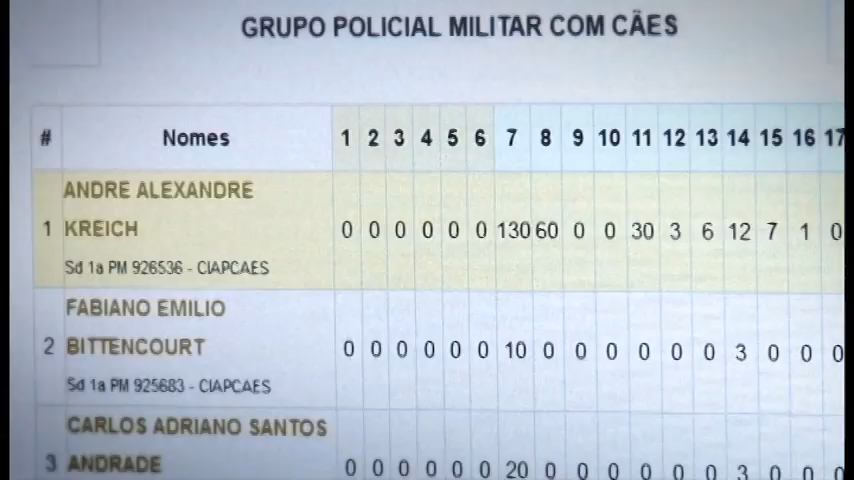 GRUPO POLICIAL MILITAR COM CÃES
# Nomes 1 2 3 4 5 6 7 8 9 10 11 12 13 14 15 16 17
ANDRE ALEXANDRE
1 KREICH 0 0 0 0 0 0 130 60 0 0 30 3 6 12 7 1 0
Sd 1a PM 926536 - CIAPCAES
FABIANO EMILIO
2 BITTENCOURT 0 0 0 0 0 0 10 0 0 0 0 0 0 3 0 0 0
Sd 1a PM 925683 - CIAPCAES
CARLOS ADRIANO SANTOS
3 ANDRADE 0 0 0 0 0 0 20 0 0 0 0 0 0 3 0 0 0